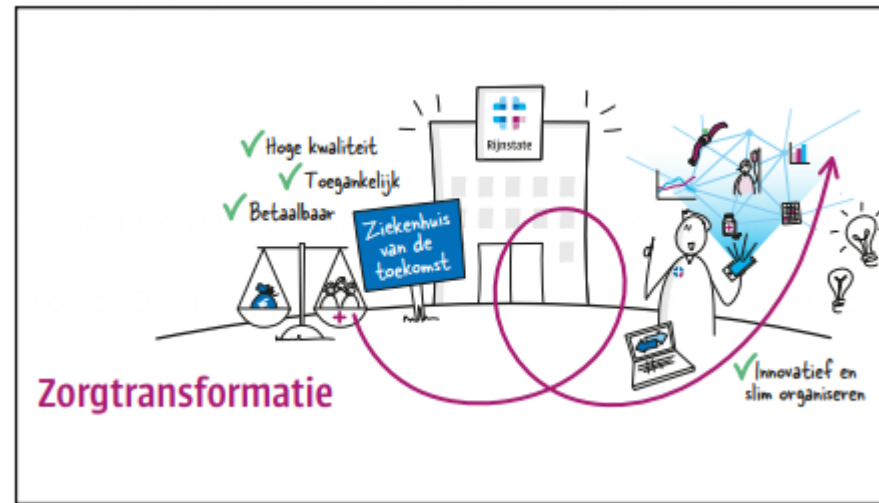 Rijnstate
Hoge kwaliteit
Toegankelijk
Betaalbaar
Ziekenhuis
van de
toekomst
Zorgtransformatie
Innovatief en
slim organiseren